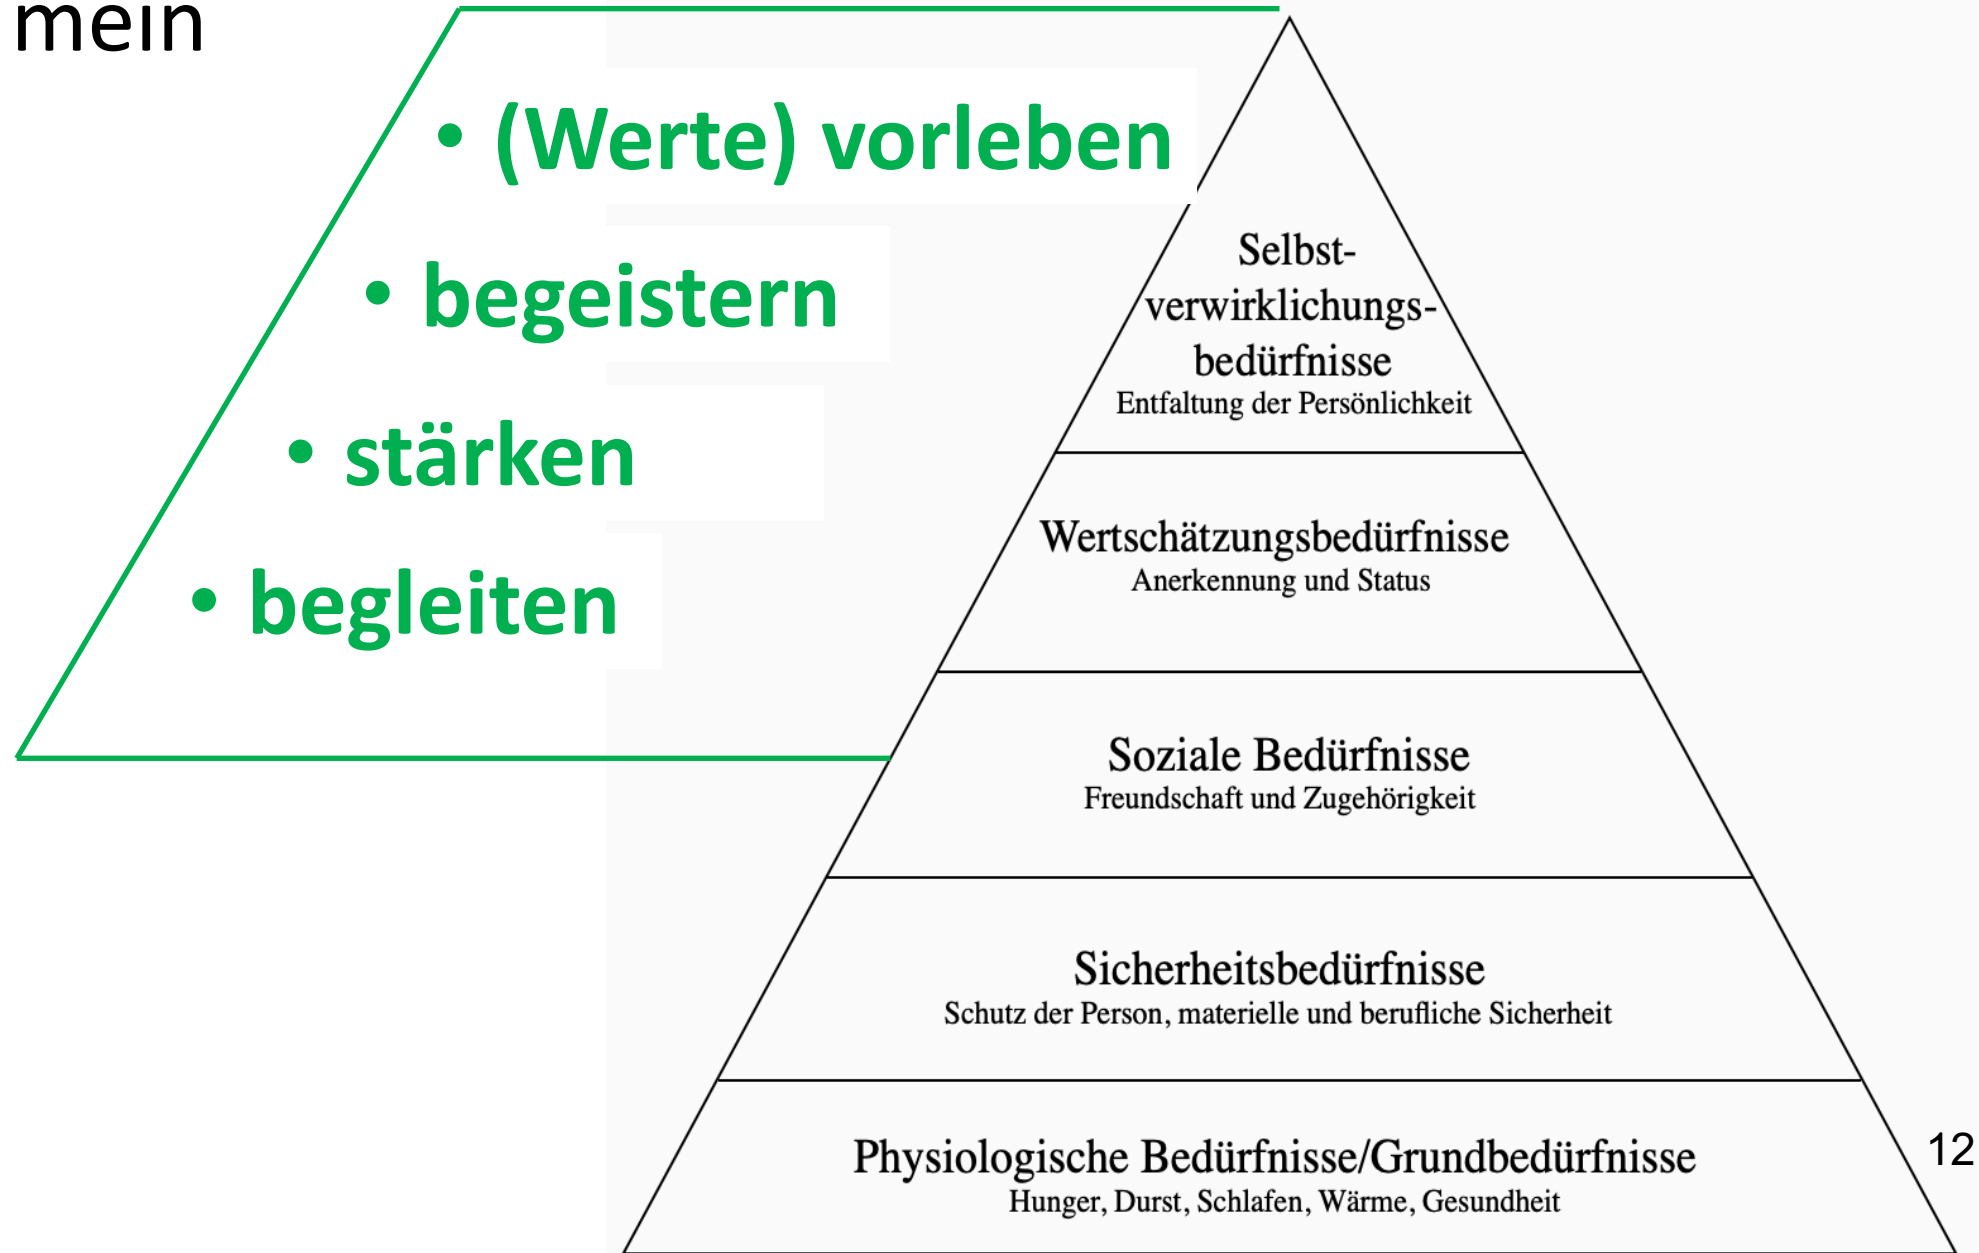 mein
• (Werte) vorleben
• begeistern
• stärken
• begleiten
Selbst-
verwirklichungs-
bedürfnisse
Entfaltung der Persönlichkeit
Wertschätzungsbedürfnisse
Anerkennung und Status
Soziale Bedürfnisse
Freundschaft und Zugehörigkeit
Sicherheitsbedürfnisse
Schutz der Person, materielle und berufliche Sicherheit
Physiologische Bedürfnisse/Grundbedürfnisse
Hunger, Durst, Schlafen, Wärme, Gesundheit
12